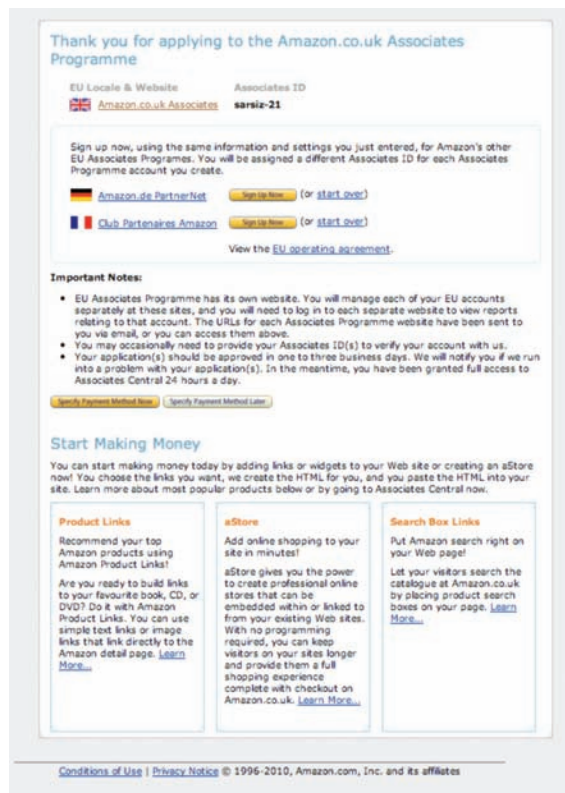 Thank you for applying to the Amazon.co.uk Associates
Programme
EU Locale & Website Associates ID
Amazon.co.uk Associates sarsiz-21
Sign up now, using the same information and settings you just entered, for Amazon's other
EU Associates Programes. You will be assigned a different Associates ID for each Associates
Programme account you create.
Amazon.de PartnerNet Sign Up Now (or start over)
Club Partenaires Amazon Sign Up Now (or start over)
View the EU operating agreement.
Important Notes:
• EU Associates Programme has its own website. You will manage each of your EU accounts
separately at these sites, and you will need to log in to each separate website to view reports
relating to that account. The URLs for each Associates Programme website have been sent to
you via email, or you can access them above.
• You may occasionally need to provide your Associates ID(s) to verify your account with us.
• Your application(s) should be approved in one to three business days. We will notify you if we run
into a problem with your application(s). In the meantime, you have been granted full access to
Associates Central 24 hours a day.
Specify Payment Method Now Specify Payment Method Later
Start Making Money
You can start making money today by adding links or widgets to your Web site or creating an aStore
now! You choose the links you want, we create the HTML for you, and you paste the HTML into your
site. Learn more about most popular products below or by going to Associates Central now.
Product Links
Recommend your top
Amazon products using
Amazon Product Links!
Are you ready to build links
to your favourite book, CD, or
DVD? Do it with Amazon
Product Links. You can use
simple text links or image
links that link directly to the
Amazon detail page. Learn
More...
aStore
Add online shopping to your
site in minutes!
aStore gives you the power
to create professional online
stores that can be
embedded within or linked to
from your existing Web sites.
With no programming
required, you can keep
visitors on your sites longer
and provide them a full
shopping experience
complete with checkout on
Amazon.co.uk. Learn More...
Search Box Links
Put Amazon search right on
your Web page!
Let your visitors search the
catalogue at Amazon.co.uk
by placing product search
boxes on your page. Learn
More...
Conditions of Use | Privacy Notice © 1996-2010, Amazon.com, Inc. and its affiliates